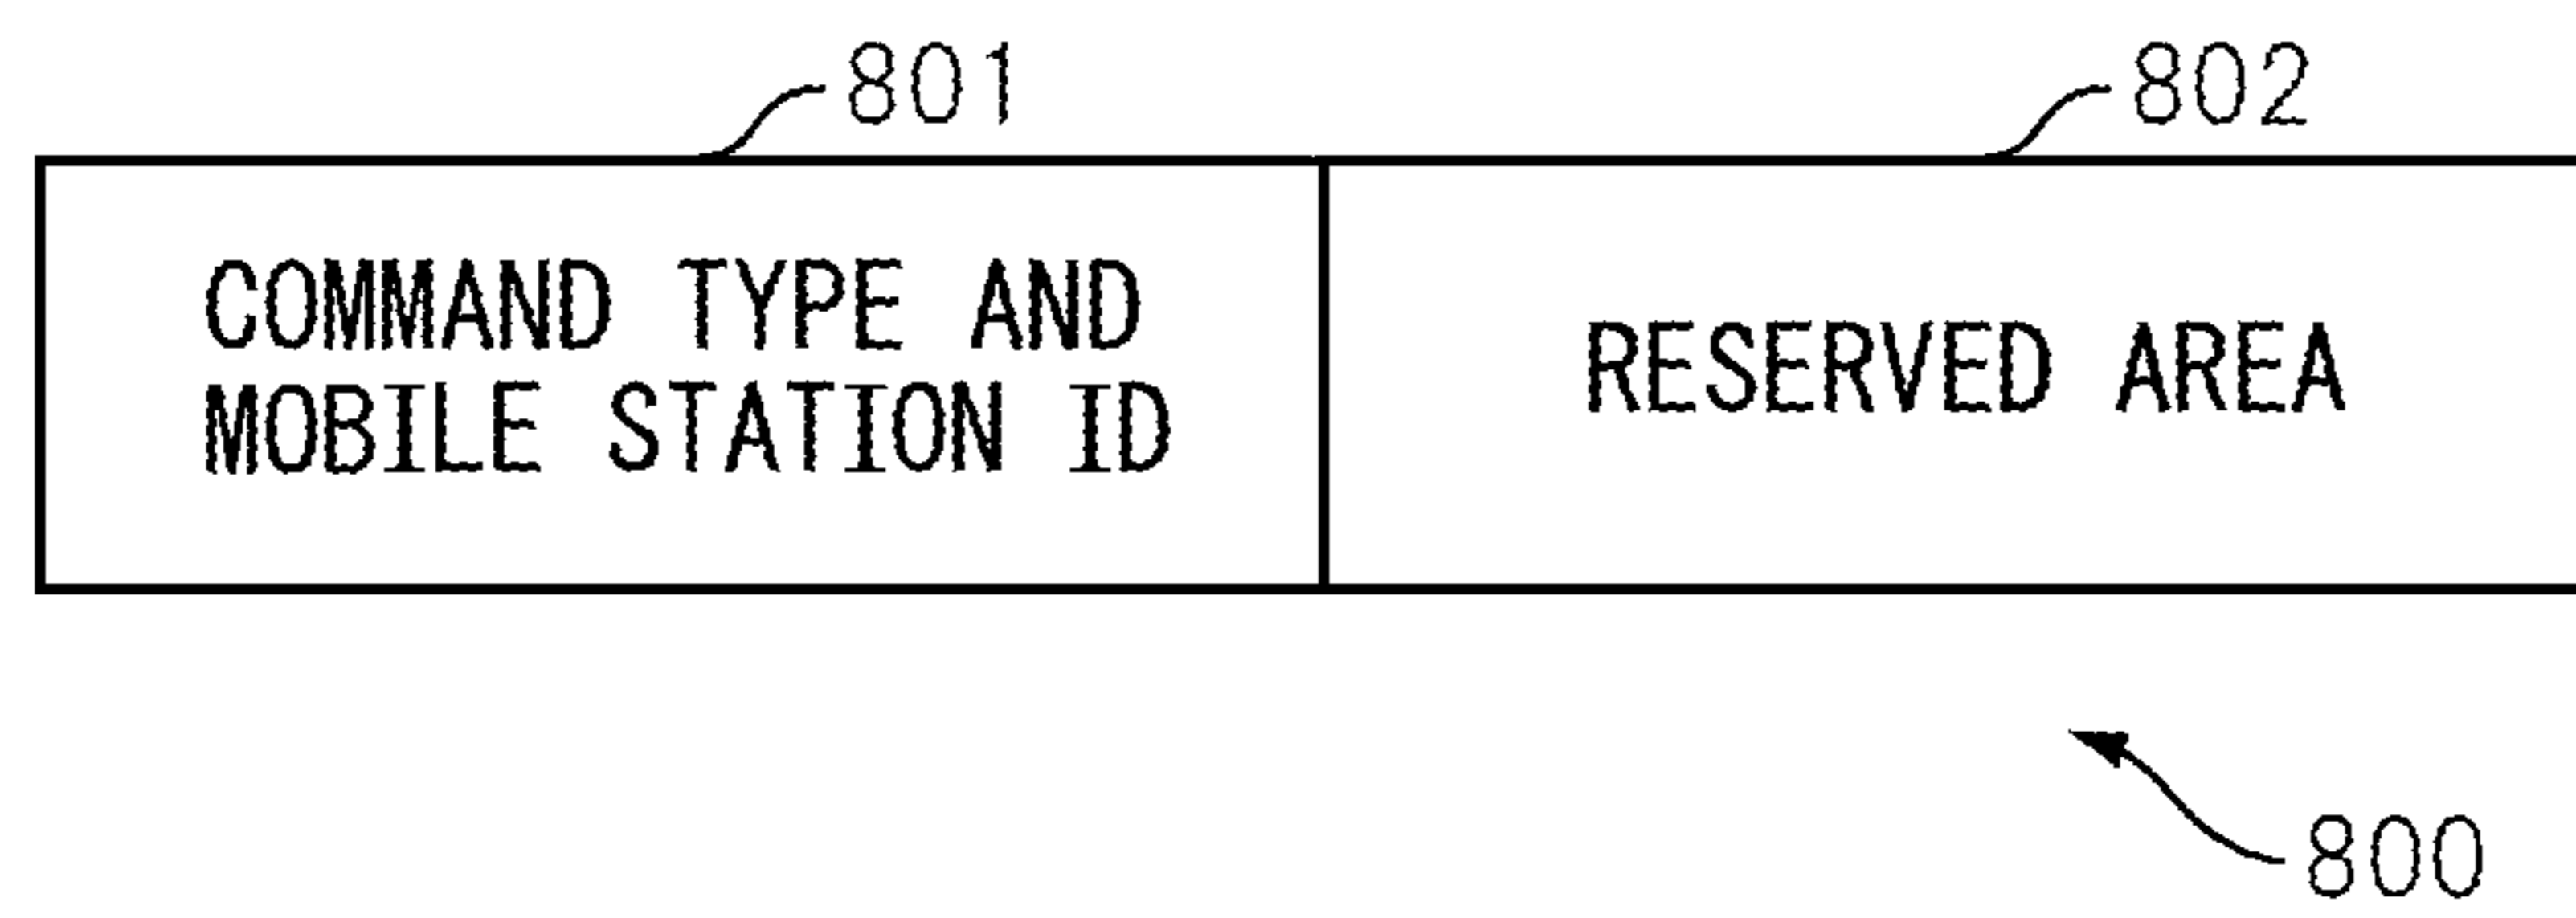 801
802
COMMAND TYPE AND
MOBILE STATION ID
RESERVED AREA
800